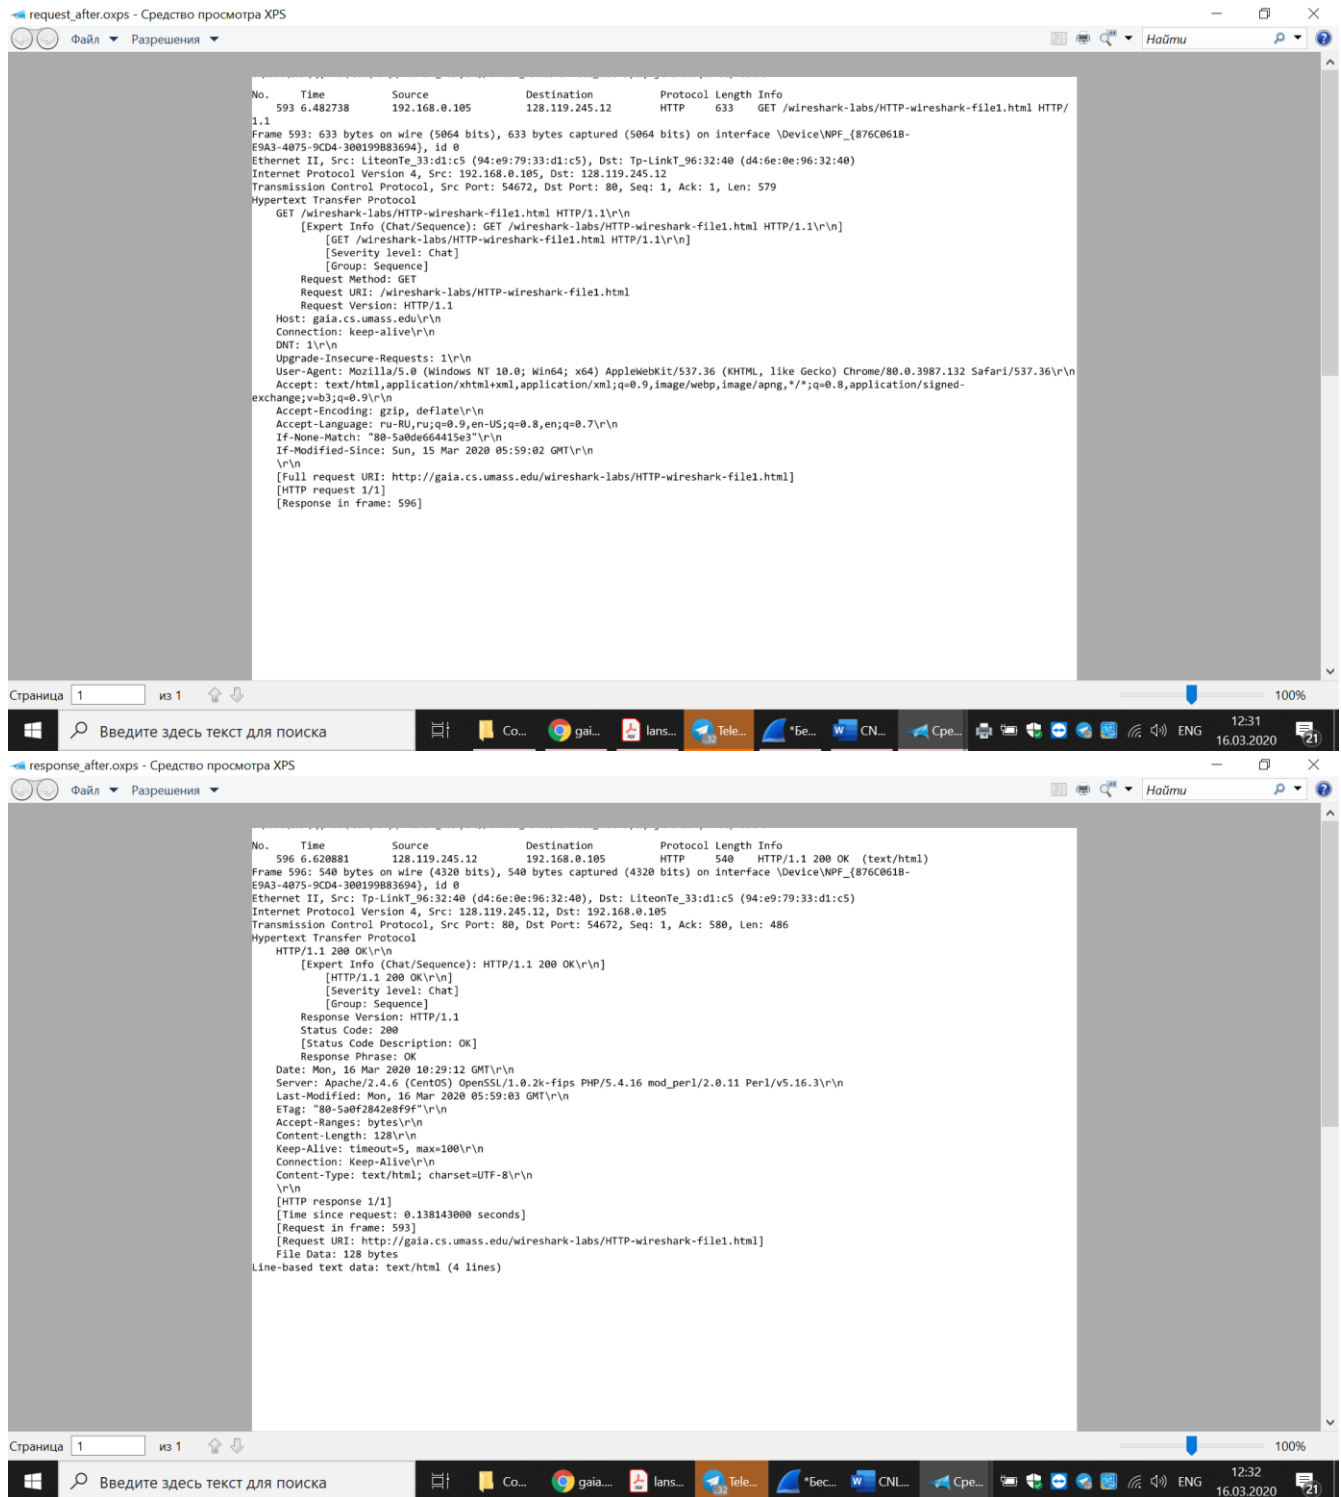 request_after.oxps - Средство просмотра XPS
Файл Разрешения Найти
No. Time Source Destination Protocol Length Info
593 6.482738 192.168.0.105 128.119.245.12 HTTP 633 GET /wireshark-labs/HTTP-wireshark-file1.html HTTP/
1.1
Frame 593: 633 bytes on wire (5064 bits), 633 bytes captured (5064 bits) on interface \Device\NPF_{876C061B-
E9A3-4075-9CD4-300199B83694}, id 0
Ethernet II, Src: LiteonTe_33:d1:c5 (94:e9:79:33:d1:c5), Dst: Tp-LinkT_96:32:40 (d4:6e:0e:96:32:40)
Internet Protocol Version 4, Src: 192.168.0.105, Dst: 128.119.245.12
Transmission Control Protocol, Src Port: 54672, Dst Port: 80, Seq: 1, Ack: 1, Len: 579
Hypertext Transfer Protocol
GET /wireshark-labs/HTTP-wireshark-file1.html HTTP/1.1\r\n
[Expert Info (Chat/Sequence): GET /wireshark-labs/HTTP-wireshark-file1.html HTTP/1.1\r\n]
[GET /wireshark-labs/HTTP-wireshark-file1.html HTTP/1.1\r\n]
[Severity level: Chat]
[Group: Sequence]
Request Method: GET
Request URI: /wireshark-labs/HTTP-wireshark-file1.html
Request Version: HTTP/1.1
Host: gaia.cs.umass.edu\r\n
Connection: keep-alive\r\n
DNT: 1\r\n
Upgrade-Insecure-Requests: 1\r\n
User-Agent: Mozilla/5.0 (Windows NT 10.0; Win64; x64) AppleWebKit/537.36 (KHTML, like Gecko) Chrome/80.0.3987.132 Safari/537.36\r\n
Accept: text/html,application/xhtml+xml,application/xml;q=0.9,image/webp,image/apng,*/*;q=0.8,application/signed-
exchange;v=b3;q=0.9\r\n
Accept-Encoding: gzip, deflate\r\n
Accept-Language: ru-RU,ru;q=0.9,en-US;q=0.8,en;q=0.7\r\n
If-None-Match: "80-5a0de664415e3"\r\n
If-Modified-Since: Sun, 15 Mar 2020 05:59:02 GMT\r\n
\r\n
[Full request URI: http://gaia.cs.umass.edu/wireshark-labs/HTTP-wireshark-file1.html]
[HTTP request 1/1]
[Response in frame: 596]
Страница 1 из 1 100%
Введите здесь текст для поиска Co... gai... lans... Tele... *Бе... CN... Сре... ENG 12:31
16.03.2020 21
response_after.oxps - Средство просмотра XPS
Файл Разрешения Найти
No. Time Source Destination Protocol Length Info
596 6.620881 128.119.245.12 192.168.0.105 HTTP 540 HTTP/1.1 200 OK (text/html)
Frame 596: 540 bytes on wire (4320 bits), 540 bytes captured (4320 bits) on interface \Device\NPF_{876C061B-
E9A3-4075-9CD4-300199B83694}, id 0
Ethernet II, Src: Tp-LinkT_96:32:40 (d4:6e:0e:96:32:40), Dst: LiteonTe_33:d1:c5 (94:e9:79:33:d1:c5)
Internet Protocol Version 4, Src: 128.119.245.12, Dst: 192.168.0.105
Transmission Control Protocol, Src Port: 80, Dst Port: 54672, Seq: 1, Ack: 580, Len: 486
Hypertext Transfer Protocol
HTTP/1.1 200 OK\r\n
[Expert Info (Chat/Sequence): HTTP/1.1 200 OK\r\n]
[HTTP/1.1 200 OK\r\n]
[Severity level: Chat]
[Group: Sequence]
Response Version: HTTP/1.1
Status Code: 200
[Status Code Description: OK]
Response Phrase: OK
Date: Mon, 16 Mar 2020 10:29:12 GMT\r\n
Server: Apache/2.4.6 (CentOS) OpenSSL/1.0.2k-fips PHP/5.4.16 mod_perl/2.0.11 Perl/v5.16.3\r\n
Last-Modified: Mon, 16 Mar 2020 05:59:03 GMT\r\n
ETag: "80-5a0f2842e8f9f"\r\n
Accept-Ranges: bytes\r\n
Content-Length: 128\r\n
Keep-Alive: timeout=5, max=100\r\n
Connection: Keep-Alive\r\n
Content-Type: text/html; charset=UTF-8\r\n
\r\n
[HTTP response 1/1]
[Time since request: 0.138143000 seconds]
[Request in frame: 593]
[Request URI: http://gaia.cs.umass.edu/wireshark-labs/HTTP-wireshark-file1.html]
File Data: 128 bytes
Line-based text data: text/html (4 lines)
Страница 1 из 1 100%
Введите здесь текст для поиска Co... gaia.... lans... Tele... *Бес... CNL... Сре... ENG 12:32
16.03.2020 21